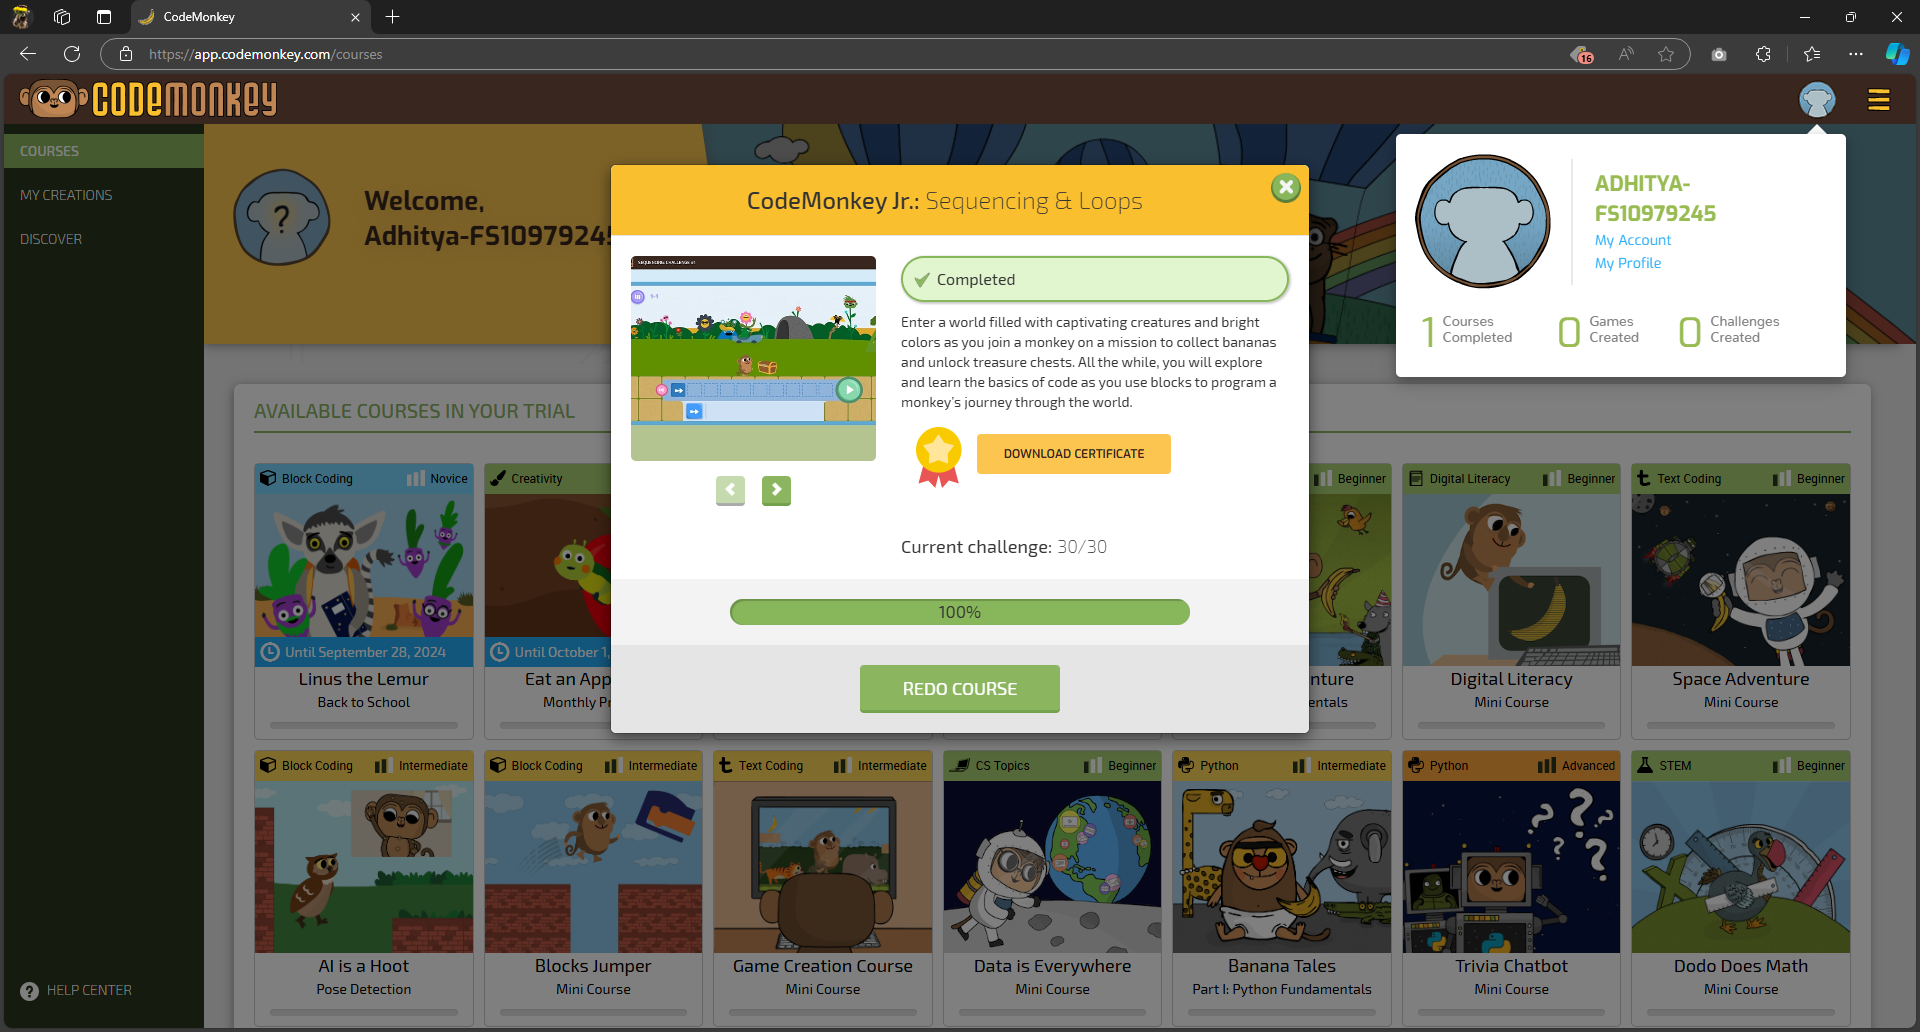 CodeMonkey
https://app.codemonkey.com/courses
16
CODEMONKEY
COURSES
MY CREATIONS
DISCOVER
HELP CENTER
Welcome,
Adhitya-FS10979245
ADHITYA-
FS10979245
My Account
My Profile
1 Courses
Completed
0 Games
Created
0 Challenges
Created
CodeMonkey Jr.: Sequencing & Loops
SEQUENCING CHALLENGE #1
1-1
Completed
Enter a world filled with captivating creatures and bright
colors as you join a monkey on a mission to collect bananas
and unlock treasure chests. All the while, you will explore
and learn the basics of code as you use blocks to program a
monkey's journey through the world.
DOWNLOAD CERTIFICATE
Current challenge: 30/30
100%
REDO COURSE
AVAILABLE COURSES IN YOUR TRIAL
Block Coding Novice
Until September 28, 2024
Linus the Lemur
Back to School
Creativity
Until October 1,
Eat an App
Monthly Pr
Beginner
nture
entals
Digital Literacy Beginner
Digital Literacy
Mini Course
Text Coding Beginner
Space Adventure
Mini Course
Block Coding Intermediate
AI is a Hoot
Pose Detection
Block Coding Intermediate
Blocks Jumper
Mini Course
Text Coding Intermediate
Game Creation Course
Mini Course
CS Topics Beginner
Data is Everywhere
Mini Course
Python Intermediate
Banana Tales
Part I: Python Fundamentals
Python Advanced
Trivia Chatbot
Mini Course
STEM Beginner
Dodo Does Math
Mini Course